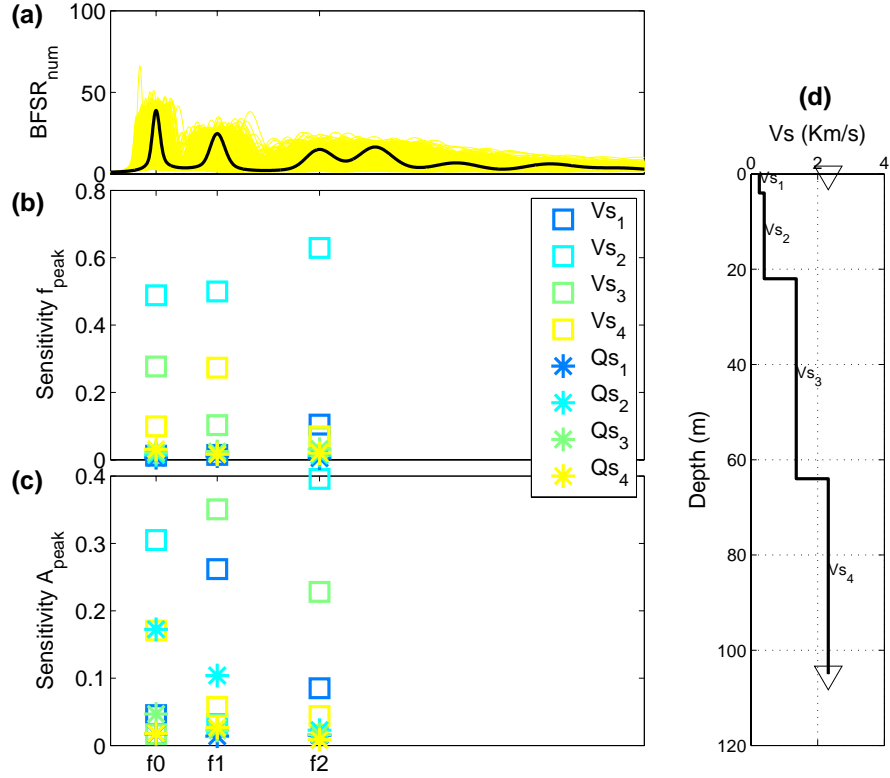 (a)
BFSR_num
100
50
0
(b)
Sensitivity f_peak
0.8
0.6
0.4
0.2
0
Vs_1
Vs_2
Vs_3
Vs_4
Qs_1
Qs_2
Qs_3
Qs_4
(c)
Sensitivity A_peak
0.4
0.3
0.2
0.1
0
f0 f1 f2
(d)
Vs (Km/s)
0 2 4
Depth (m)
0
20
40
60
80
100
120
Vs_1
Vs_2
Vs_3
Vs_4